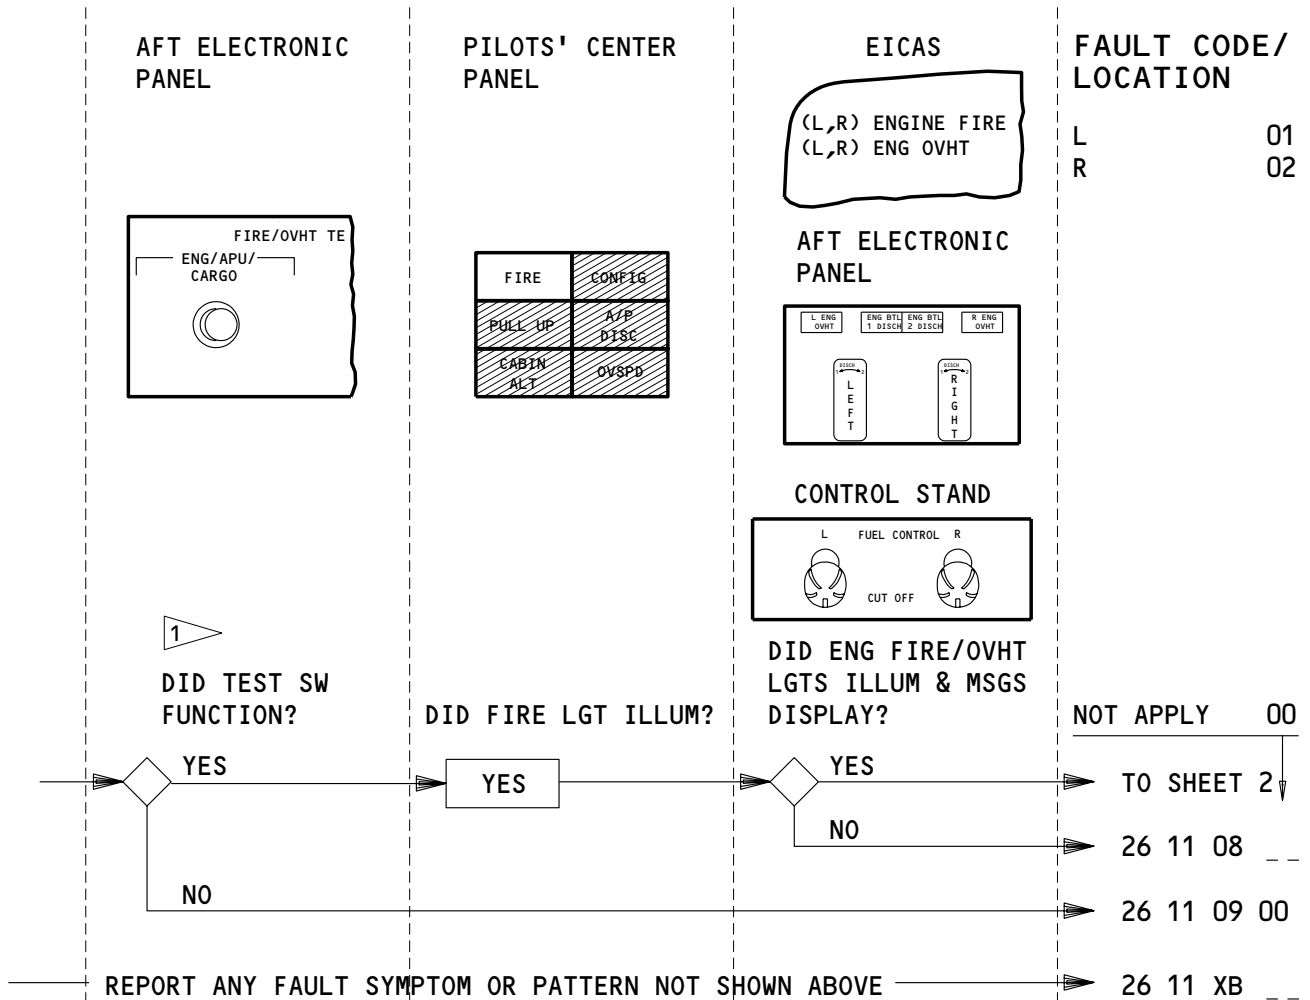 AFT ELECTRONIC
PANEL
PILOTS' CENTER
PANEL
EICAS
FAULT CODE/
LOCATION
(L,R) ENGINE FIRE
(L,R) ENG OVHT
L 01
R 02
FIRE/OVHT TE
ENG/APU/
CARGO
FIRE
CONFIG
PULL UP
A/P
DISC
CABIN
ALT
OVSPD
AFT ELECTRONIC
PANEL
L ENG
OVHT
ENG BTL
1 DISCH
ENG BTL
2 DISCH
R ENG
OVHT
DISCH
1 2
LEFT
DISCH
1 2
RIGHT
CONTROL STAND
L FUEL CONTROL R
CUT OFF
1
DID TEST SW
FUNCTION?
DID FIRE LGT ILLUM?
DID ENG FIRE/OVHT
LGTS ILLUM & MSGS
DISPLAY?
NOT APPLY 00
YES
YES
YES
TO SHEET 2
NO
26 11 08 _ _
NO
26 11 09 00
REPORT ANY FAULT SYMPTOM OR PATTERN NOT SHOWN ABOVE
26 11 XB _ _